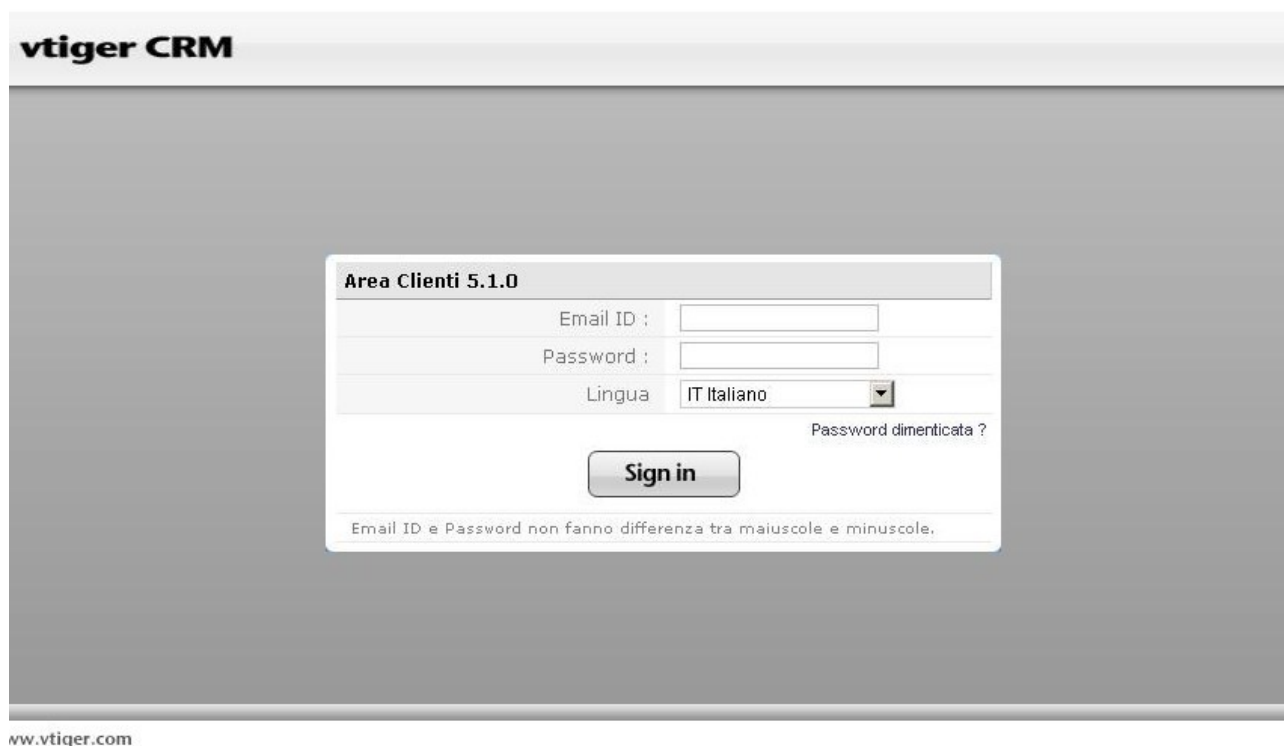 vtiger CRM
Area Clienti 5.1.0
Email ID :
Password :
Lingua IT Italiano
Password dimenticata ?
Sign in
Email ID e Password non fanno differenza tra maiuscole e minuscole.
ww.vtiger.com